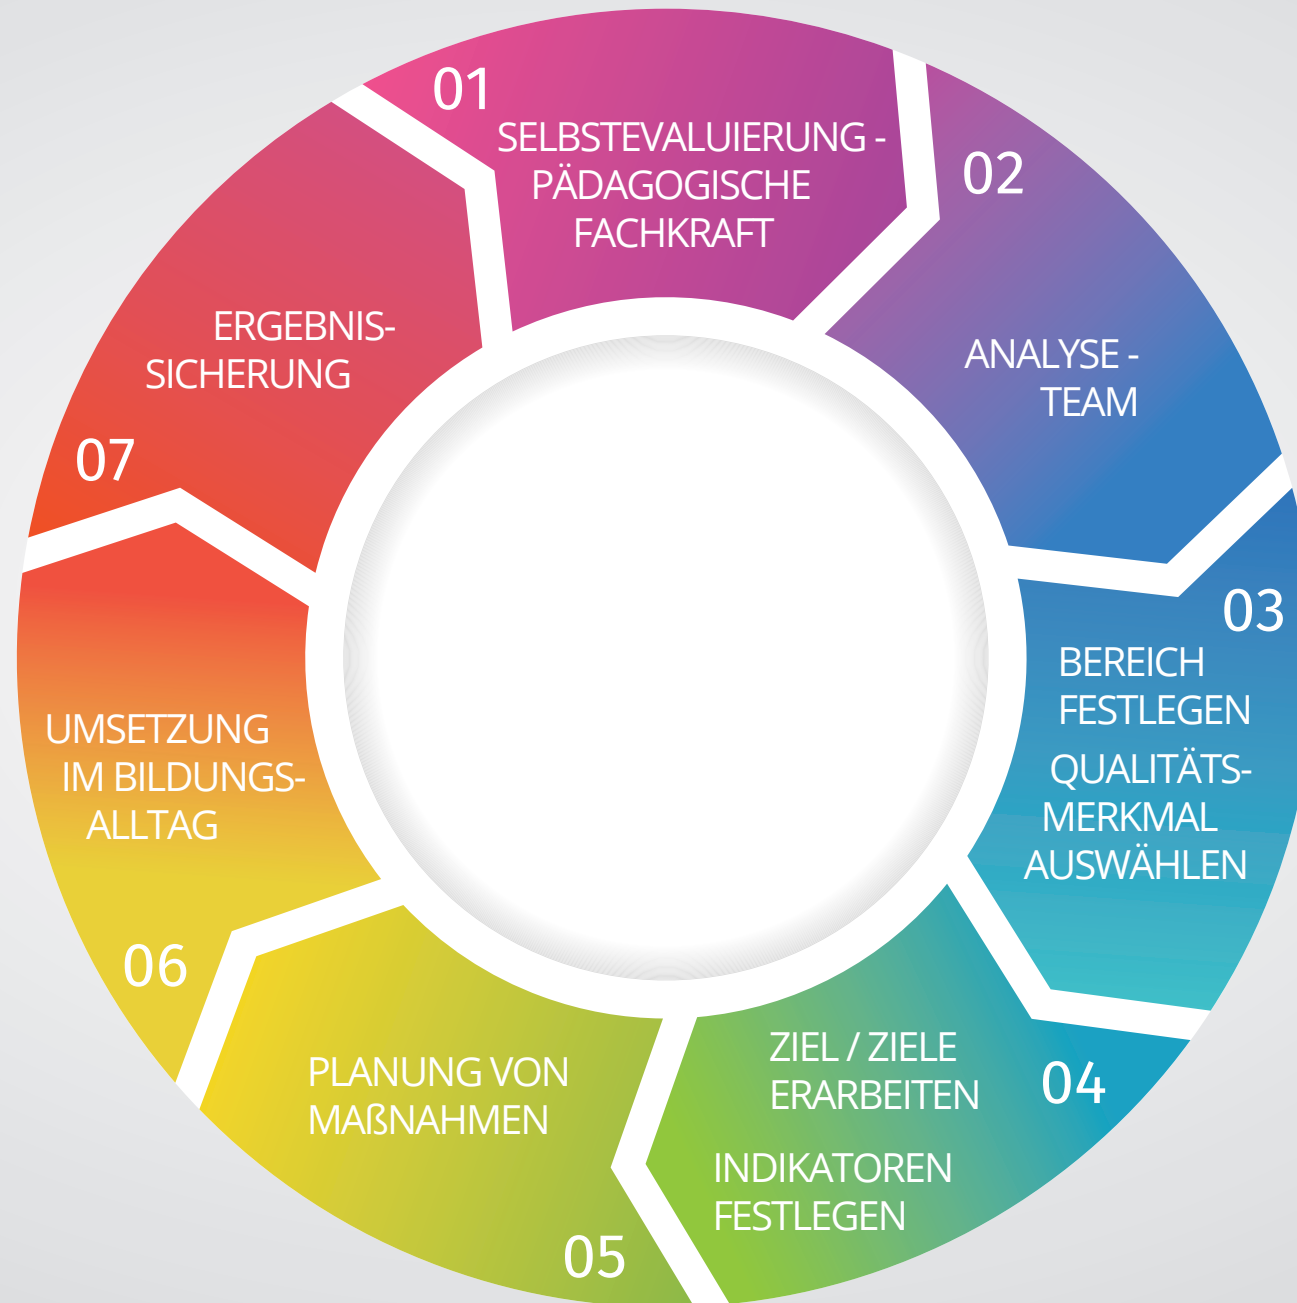 01
SELBSTEVALUIERUNG -
PÄDAGOGISCHE
FACHKRAFT
02
ANALYSE -
TEAM
03
BEREICH
FESTLEGEN
QUALITÄTS-
MERKMAL
AUSWÄHLEN
04
ZIEL / ZIELE
ERARBEITEN
INDIKATOREN
FESTLEGEN
05
PLANUNG VON
MAßNAHMEN
06
UMSETZUNG
IM BILDUNGS-
ALLTAG
07
ERGEBNIS-
SICHERUNG